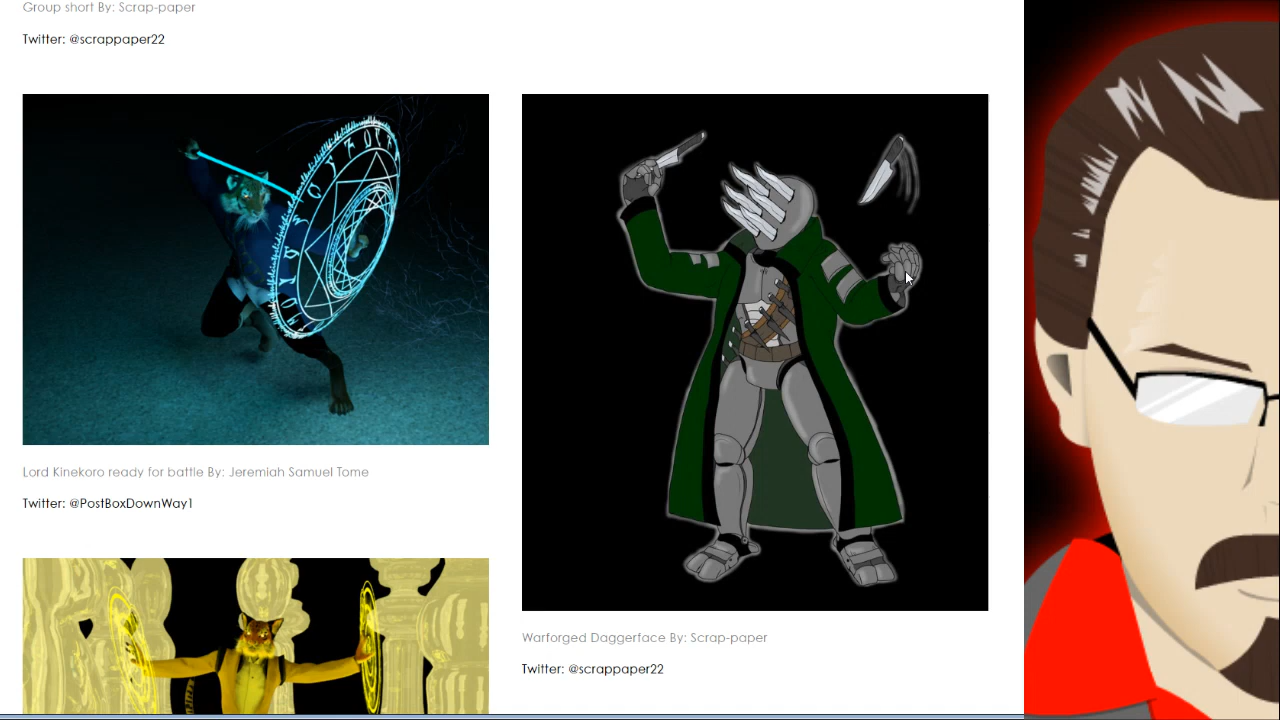 Group short By: Scrap-paper
Twitter: @scrappaper22
Lord Kinekoro ready for battle By: Jeremiah Samuel Tome
Twitter: @PostBoxDownWay1
Warforged Daggerface By: Scrap-paper
Twitter: @scrappaper22